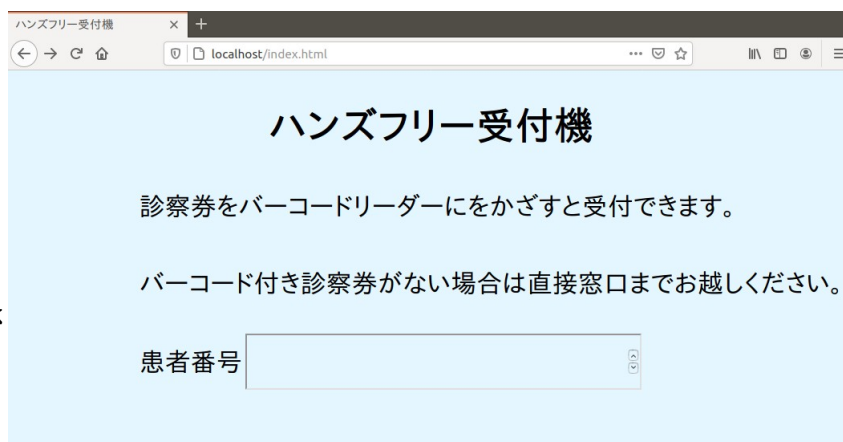 ハンズフリー受付機
localhost/index.html
ハンズフリー受付機
診察券をバーコードリーダーにをかざすと受付できます。
バーコード付き診察券がない場合は直接窓口までお越しください。
患者番号